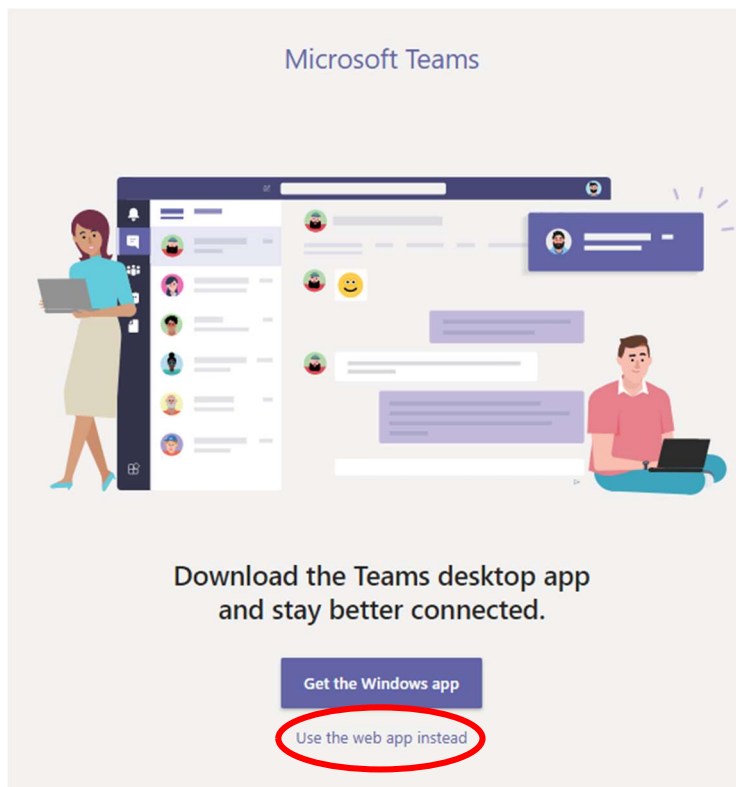 Microsoft Teams
Download the Teams desktop app
and stay better connected.
Get the Windows app
Use the web app instead